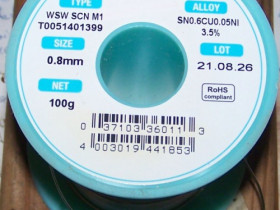 TYPE
WSW SCN M1
T0051401399
SIZE
0.8mm
NET
100g
ALLOY
SN0.6CU0.05NI
3.5%
LOT
21.08.26
RoHS
compliant
0 37103 36011 3
4 003019 441853